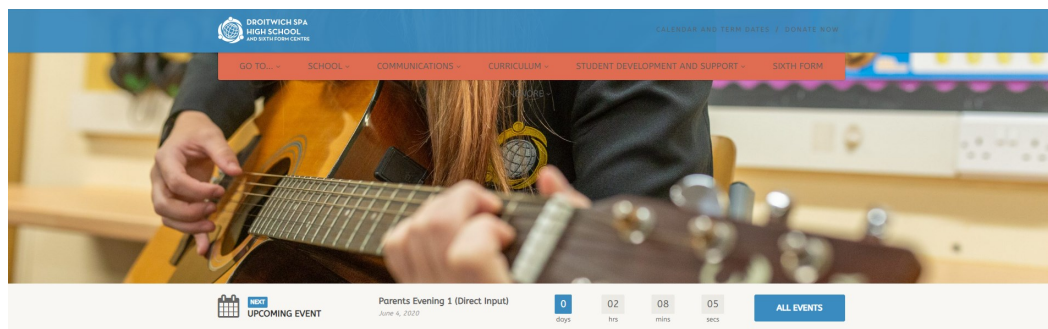 DROITWICH SPA
HIGH SCHOOL
AND SIXTH FORM CENTRE
CALENDAR AND TERM DATES / DONATE NOW
GO TO... SCHOOL COMMUNICATIONS CURRICULUM STUDENT DEVELOPMENT AND SUPPORT SIXTH FORM
MORE
NEXT
UPCOMING EVENT
Parents Evening 1 (Direct Input)
June 4, 2020
0 02 08 05
days hrs mins secs
ALL EVENTS